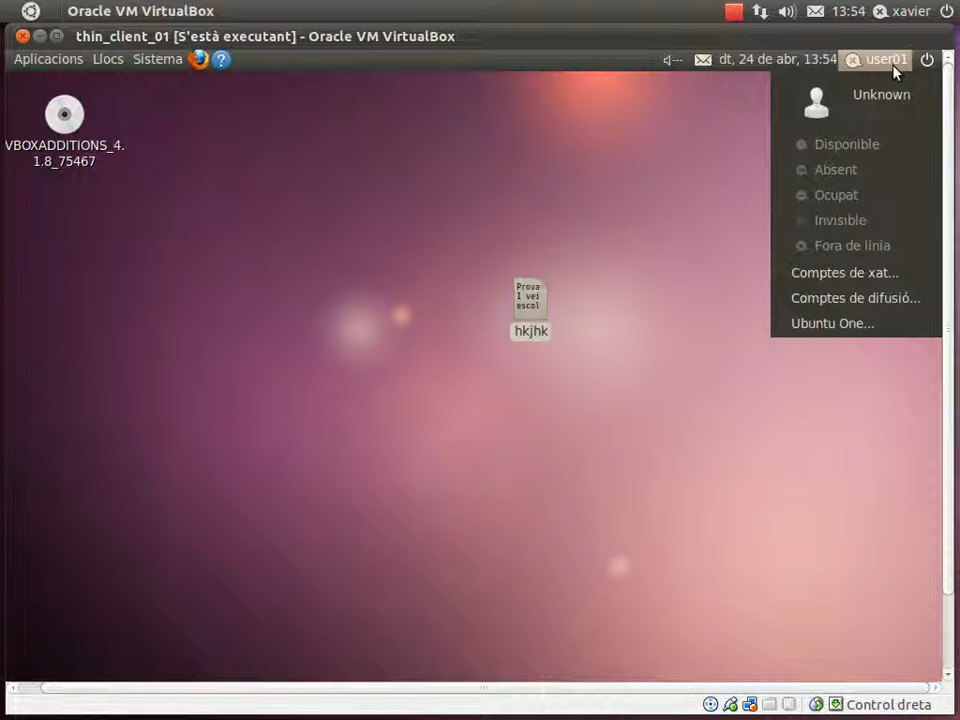 Oracle VM VirtualBox 13:54 xavier
thin_client_01 [S'està executant] - Oracle VM VirtualBox
Aplicacions Llocs Sistema ? dt, 24 de abr, 13:54 user01
Unknown
VBOXADDITIONS_4.
1.8_75467
Disponible
Absent
Ocupat
Invisible
Fora de línia
Comptes de xat...
Comptes de difusió...
Ubuntu One...
Prova
I vei
escol
hkjhk
Control dreta